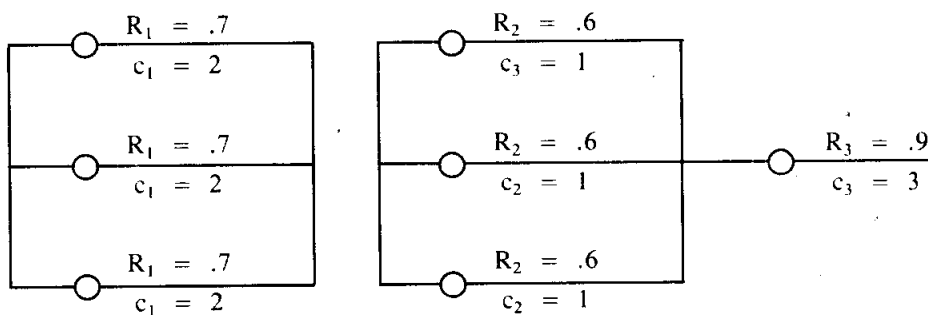 R₁ = .7
c₁ = 2
R₂ = .6
c₃ = 1
R₁ = .7
c₁ = 2
R₂ = .6
c₂ = 1
R₃ = .9
c₃ = 3
R₁ = .7
c₁ = 2
R₂ = .6
c₂ = 1